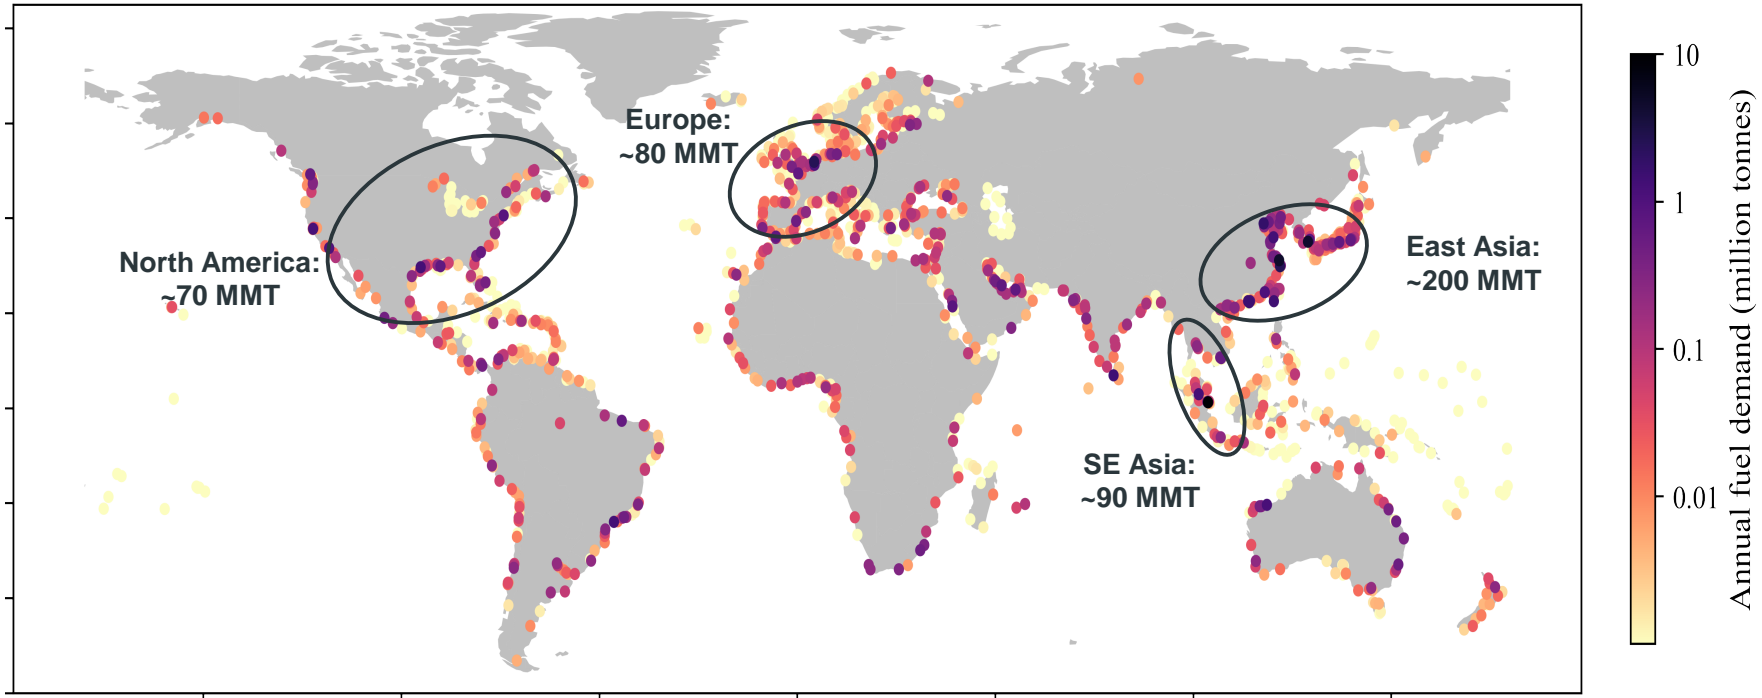 Europe:
~80 MMT
North America:
~70 MMT
East Asia:
~200 MMT
SE Asia:
~90 MMT
10
1
0.1
0.01
Annual fuel demand (million tonnes)